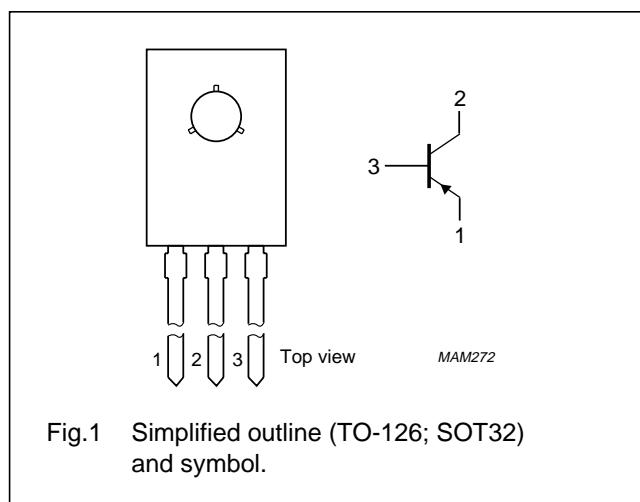 2
3
1
1 2 3 Top view MAM272
Fig.1 Simplified outline (TO-126; SOT32)
and symbol.